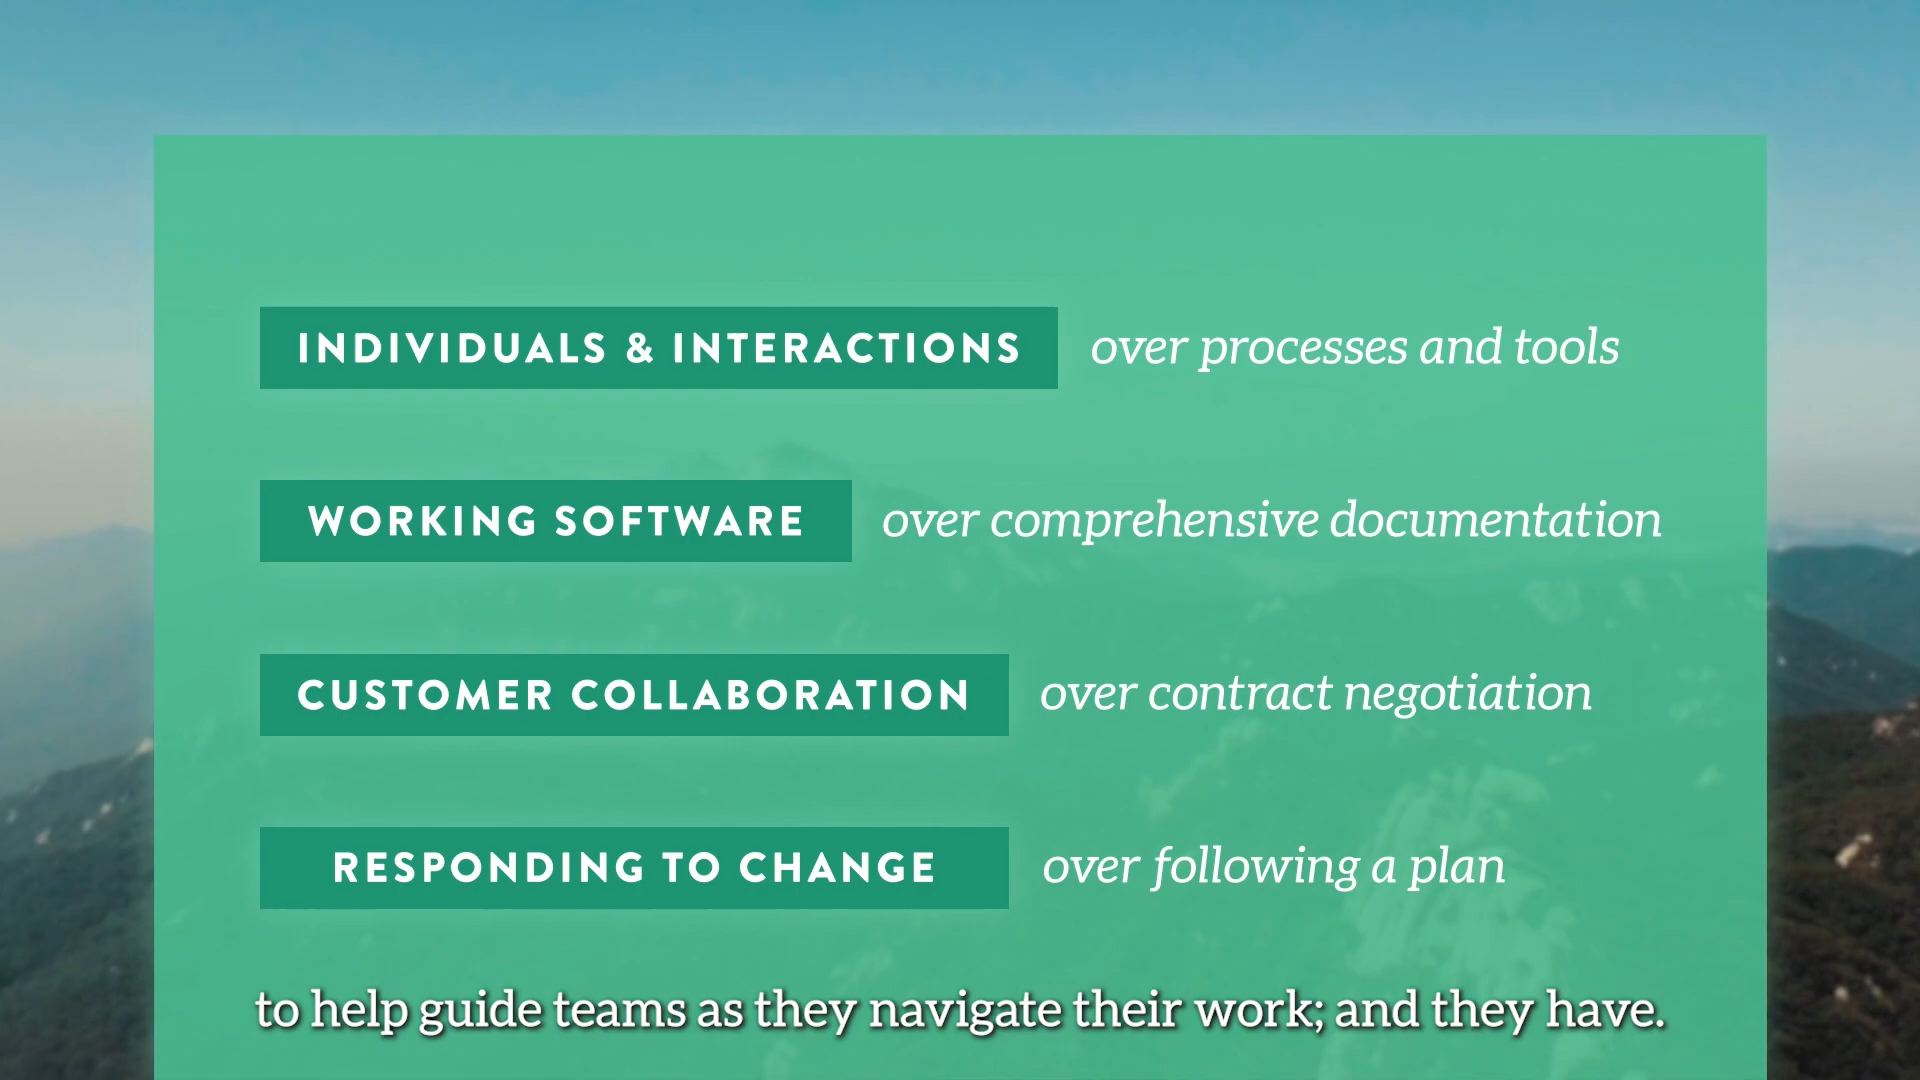 INDIVIDUALS & INTERACTIONS over processes and tools
WORKING SOFTWARE over comprehensive documentation
CUSTOMER COLLABORATION over contract negotiation
RESPONDING TO CHANGE over following a plan
to help guide teams as they navigate their work; and they have.